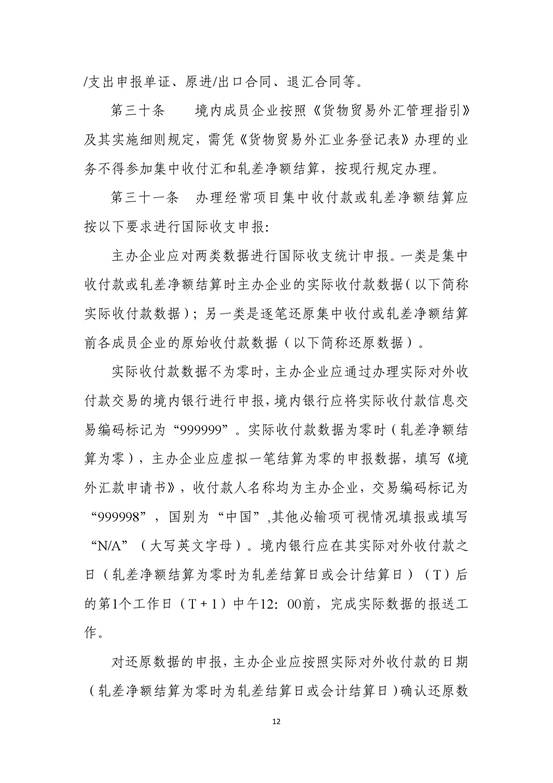 /支出申报单证、原进/出口合同、退汇合同等。
第三十条　　境内成员企业按照《货物贸易外汇管理指引》
及其实施细则规定，需凭《货物贸易外汇业务登记表》办理的业
务不得参加集中收付汇和轧差净额结算，按现行规定办理。
第三十一条　办理经常项目集中收付款或轧差净额结算应
按以下要求进行国际收支申报：
主办企业应对两类数据进行国际收支统计申报。一类是集中
收付款或轧差净额结算时主办企业的实际收付款数据（以下简称
实际收付款数据）；另一类是逐笔还原集中收付或轧差净额结算
前各成员企业的原始收付款数据（以下简称还原数据）。
实际收付款数据不为零时，主办企业应通过办理实际对外收
付款交易的境内银行进行申报，境内银行应将实际收付款信息交
易编码标记为“999999”。实际收付款数据为零时（轧差净额结
算为零），主办企业应虚拟一笔结算为零的申报数据，填写《境
外汇款申请书》，收付款人名称均为主办企业，交易编码标记为
“999998”，国别为“中国”,其他必输项可视情况填报或填写
“N/A”（大写英文字母）。境内银行应在其实际对外收付款之
日（轧差净额结算为零时为轧差结算日或会计结算日）（T）后
的第1个工作日（T+1）中午12：00前，完成实际数据的报送工
作。
对还原数据的申报，主办企业应按照实际对外收付款的日期
（轧差净额结算为零时为轧差结算日或会计结算日）确认还原数
12